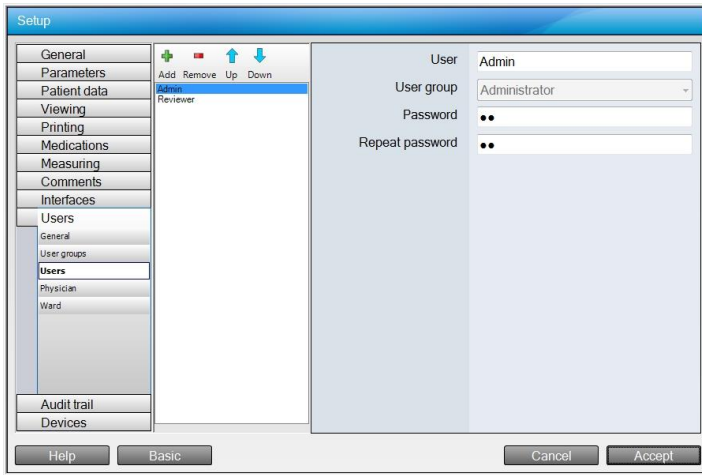 Setup
General
Parameters
Patient data
Viewing
Printing
Medications
Measuring
Comments
Interfaces
Users
General
User groups
Users
Physician
Ward
Audit trail
Devices
Add Remove Up Down
Admin
Reviewer
User Admin
User group Administrator
Password ●●
Repeat password ●●
Help Basic Cancel Accept